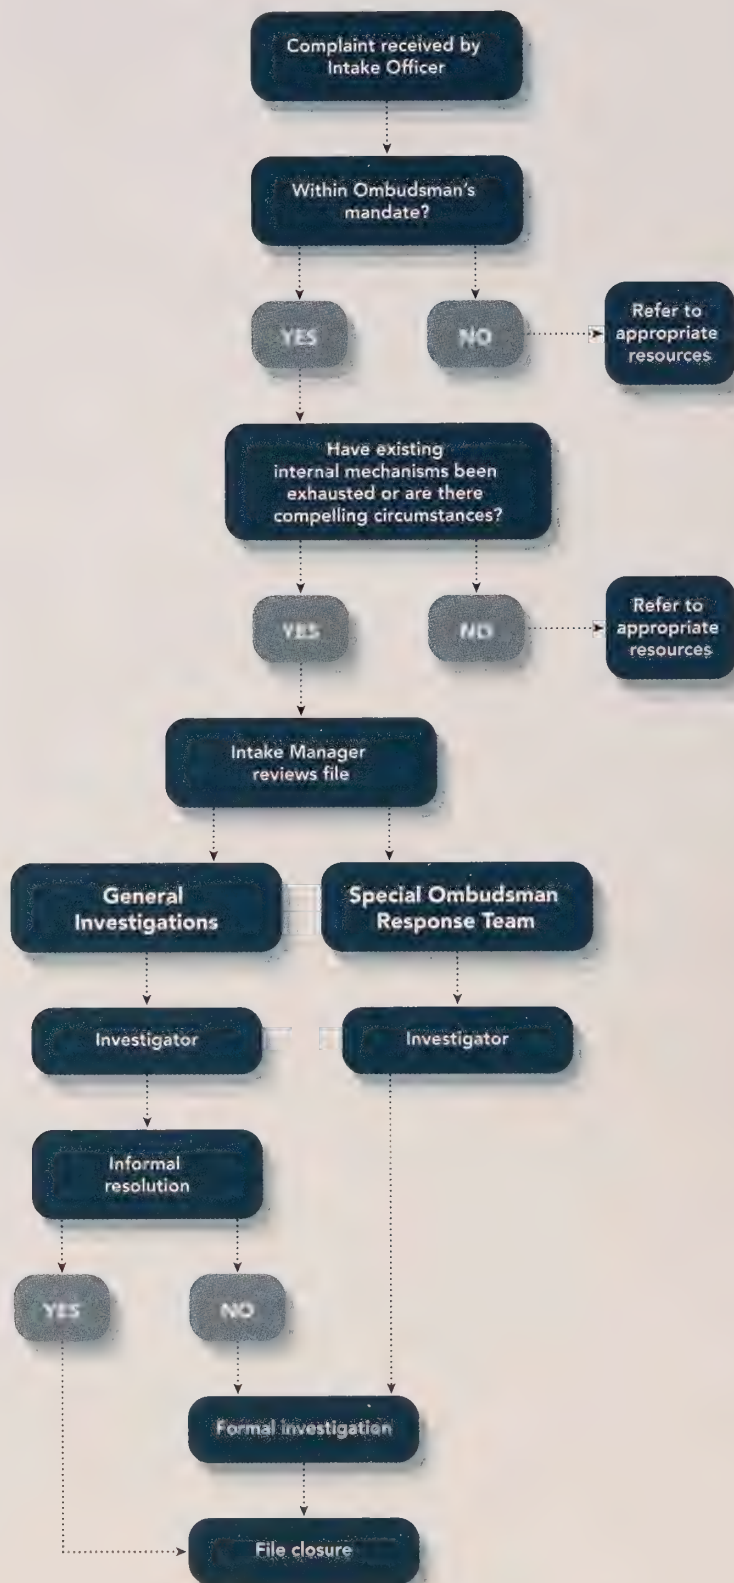 Complaint received by
Intake Officer
Within Ombudsman's
mandate?
YES
NO
Refer to
appropriate
resources
Have existing
internal mechanisms been
exhausted or are there
compelling circumstances?
YES
NO
Refer to
appropriate
resources
Intake Manager
reviews file
General
Investigations
Special Ombudsman
Response Team
Investigator
Investigator
Informal
resolution
YES
NO
Formal investigation
File closure